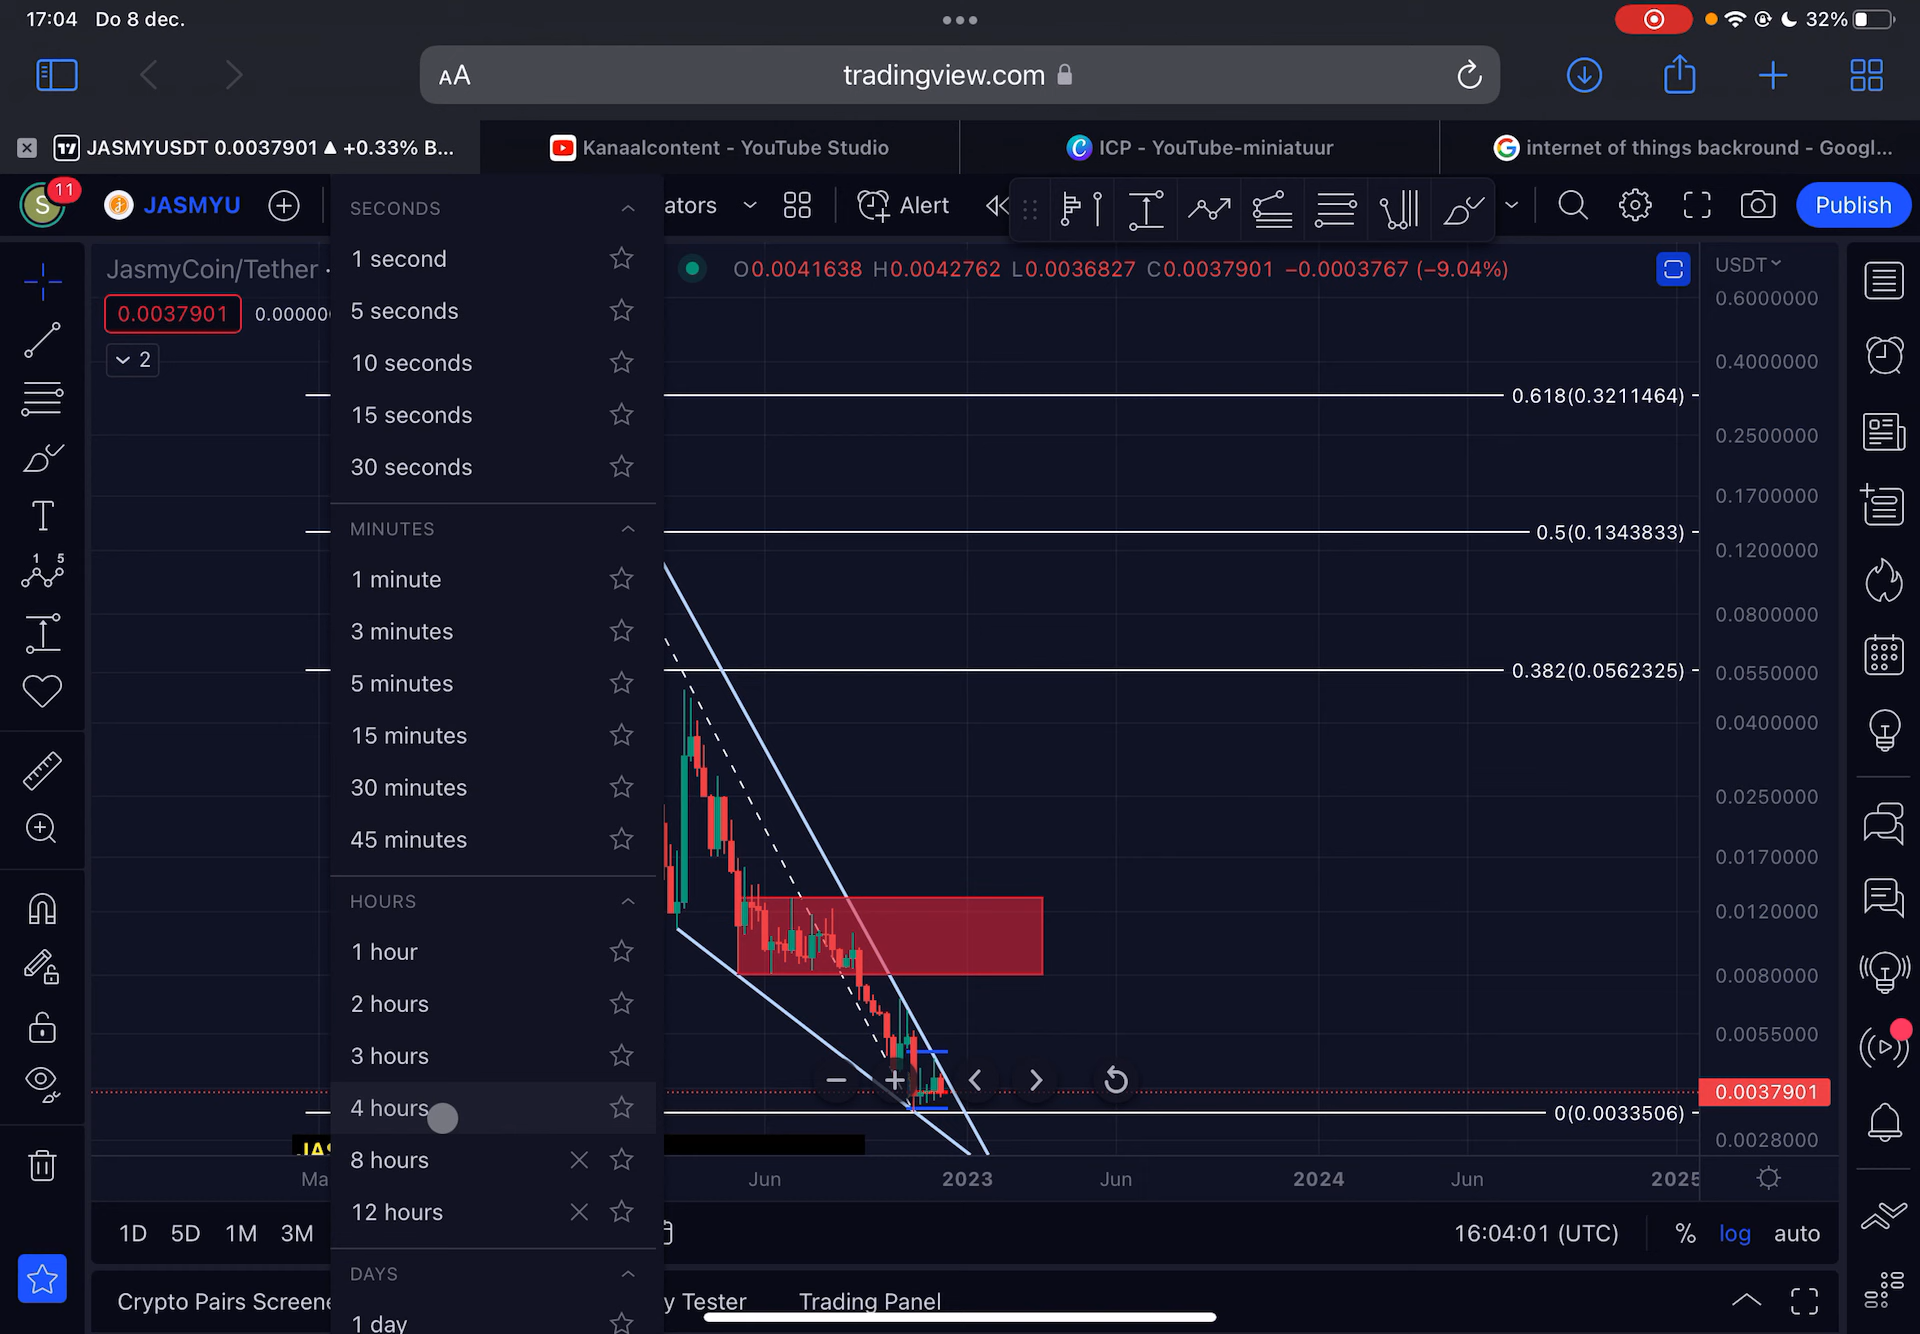 17:04 Do 8 dec.
32%
AA
tradingview.com
JASMYUSDT 0.0037901 ▲ +0.33% B...
Kanaalcontent - YouTube Studio
ICP - YouTube-miniatuur
internet of things backround - Googl...
S
11
JASMYU
ators
Alert
Publish
JasmyCoin/Tether ·
O0.0041638 H0.0042762 L0.0036827 C0.0037901 −0.0003767 (−9.04%)
0.0037901
0.00000
2
SECONDS
1 second
5 seconds
10 seconds
15 seconds
30 seconds
MINUTES
1 minute
3 minutes
5 minutes
15 minutes
30 minutes
45 minutes
HOURS
1 hour
2 hours
3 hours
4 hours
8 hours
12 hours
DAYS
1 day
T
1 5
0.618(0.3211464)
0.5(0.1343833)
0.382(0.0562325)
0(0.0033506)
USDT
0.6000000
0.4000000
0.2500000
0.1700000
0.1200000
0.0800000
0.0550000
0.0400000
0.0250000
0.0170000
0.0120000
0.0080000
0.0055000
0.0037901
0.0028000
JAS
Ma
Jun
2023
Jun
2024
Jun
2025
1D 5D 1M 3M
16:04:01 (UTC)
%
log
auto
Crypto Pairs Screene
y Tester
Trading Panel